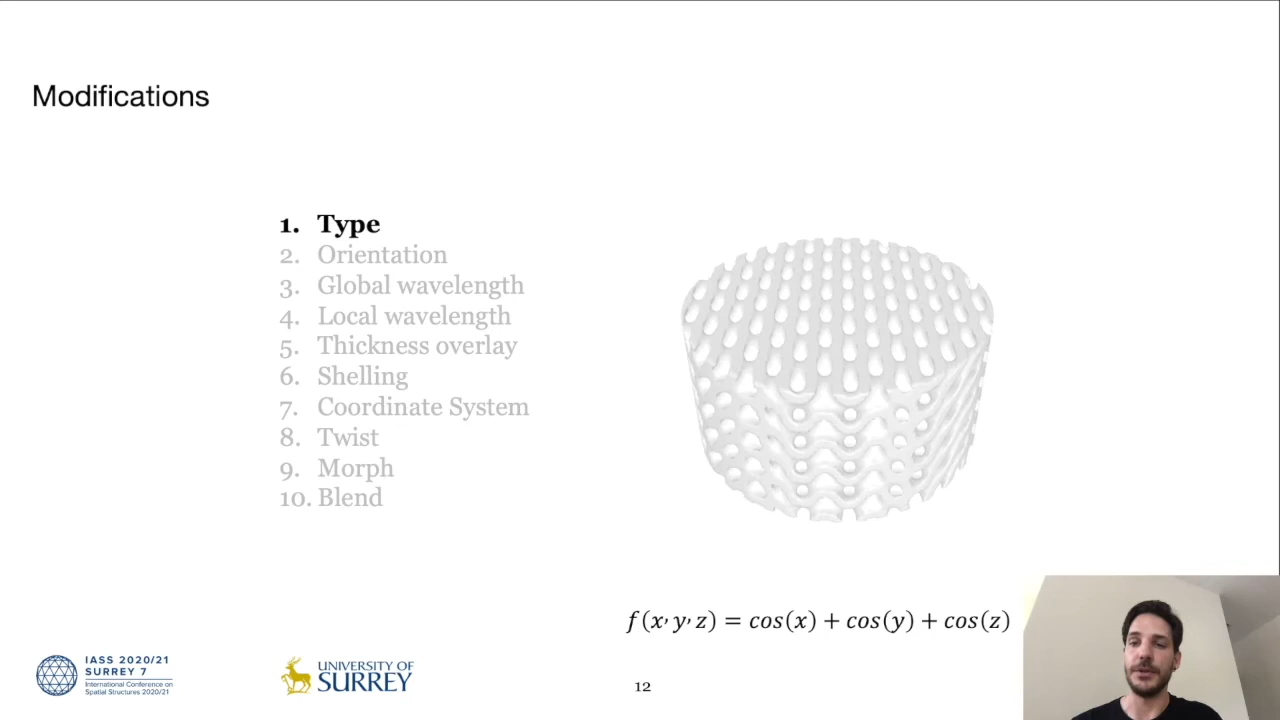 Modifications
1. Type
2. Orientation
3. Global wavelength
4. Local wavelength
5. Thickness overlay
6. Shelling
7. Coordinate System
8. Twist
9. Morph
10. Blend
f(x, y, z) = cos(x) + cos(y) + cos(z)
IASS 2020/21
SURREY 7
International Conference on
Spatial Structures 2020/21
UNIVERSITY OF
SURREY
12